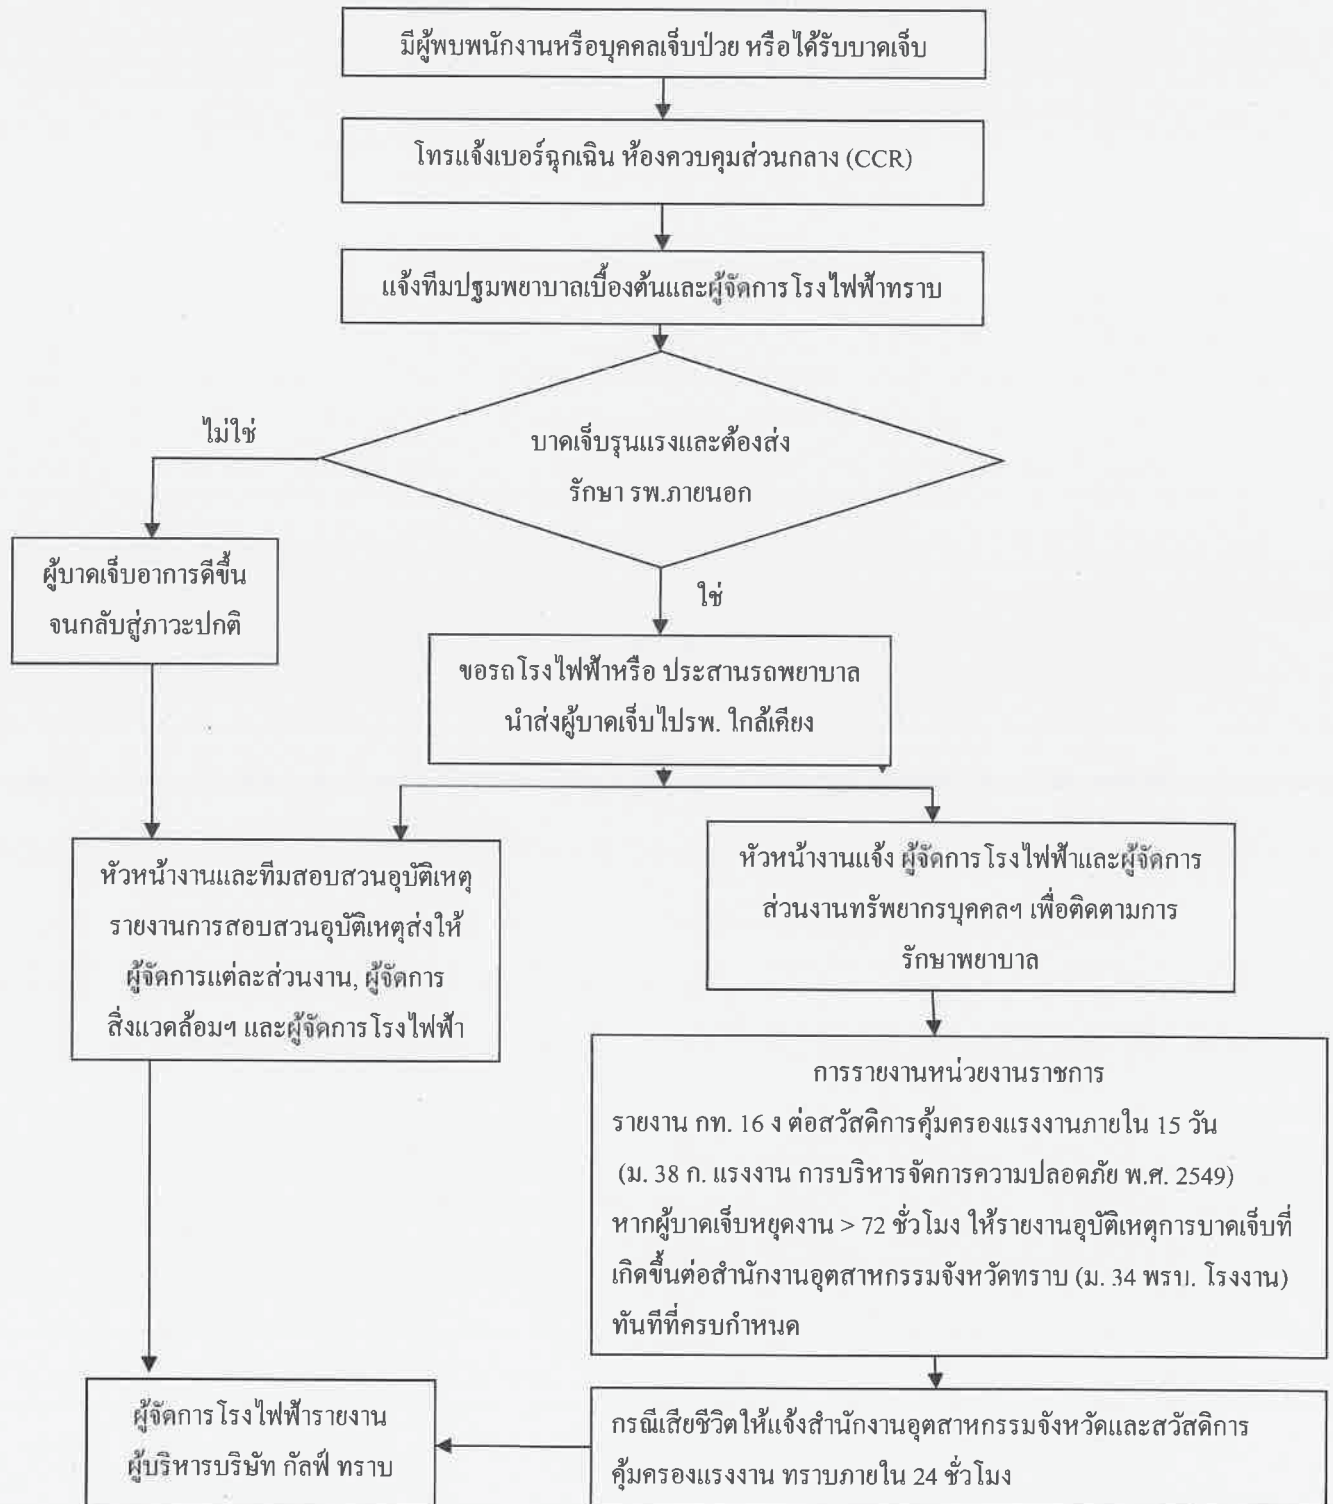 มีผู้พบพนักงานหรือบุคคลเจ็บป่วย หรือได้รับบาดเจ็บ
โทรแจ้งเบอร์ฉุกเฉิน ห้องควบคุมส่วนกลาง (CCR)
แจ้งทีมปฐมพยาบาลเบื้องต้นและผู้จัดการโรงไฟฟ้าทราบ
บาดเจ็บรุนแรงและต้องส่ง
รักษา รพ.ภายนอก
ไม่ใช่
ใช่
ผู้บาดเจ็บอาการดีขึ้น
จนกลับสู่ภาวะปกติ
ขอรถโรงไฟฟ้าหรือ ประสานรถพยาบาล
นำส่งผู้บาดเจ็บไปรพ. ใกล้เคียง
หัวหน้างานและทีมสอบสวนอุบัติเหตุ
รายงานการสอบสวนอุบัติเหตุส่งให้
ผู้จัดการแต่ละส่วนงาน, ผู้จัดการ
สิ่งแวดล้อมฯ และผู้จัดการโรงไฟฟ้า
หัวหน้างานแจ้ง ผู้จัดการโรงไฟฟ้าและผู้จัดการ
ส่วนงานทรัพยากรบุคคลฯ เพื่อติดตามการ
รักษาพยาบาล
การรายงานหน่วยงานราชการ
รายงาน กท. 16 ง ต่อสวัสดิการคุ้มครองแรงงานภายใน 15 วัน
(ม. 38 ก. แรงงาน การบริหารจัดการความปลอดภัย พ.ศ. 2549)
หากผู้บาดเจ็บหยุดงาน > 72 ชั่วโมง ให้รายงานอุบัติเหตุการบาดเจ็บที่
เกิดขึ้นต่อสำนักงานอุตสาหกรรมจังหวัดทราบ (ม. 34 พรบ. โรงงาน)
ทันทีที่ครบกำหนด
ผู้จัดการโรงไฟฟ้ารายงาน
ผู้บริหารบริษัท กัลฟ์ ทราบ
กรณีเสียชีวิตให้แจ้งสำนักงานอุตสาหกรรมจังหวัดและสวัสดิการ
คุ้มครองแรงงาน ทราบภายใน 24 ชั่วโมง